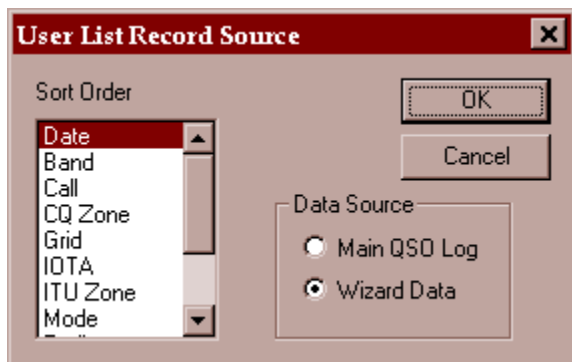 User List Record Source
Sort Order
Date
Band
Call
CQ Zone
Grid
IOTA
ITU Zone
Mode
OK
Cancel
Data Source
Main QSO Log
Wizard Data